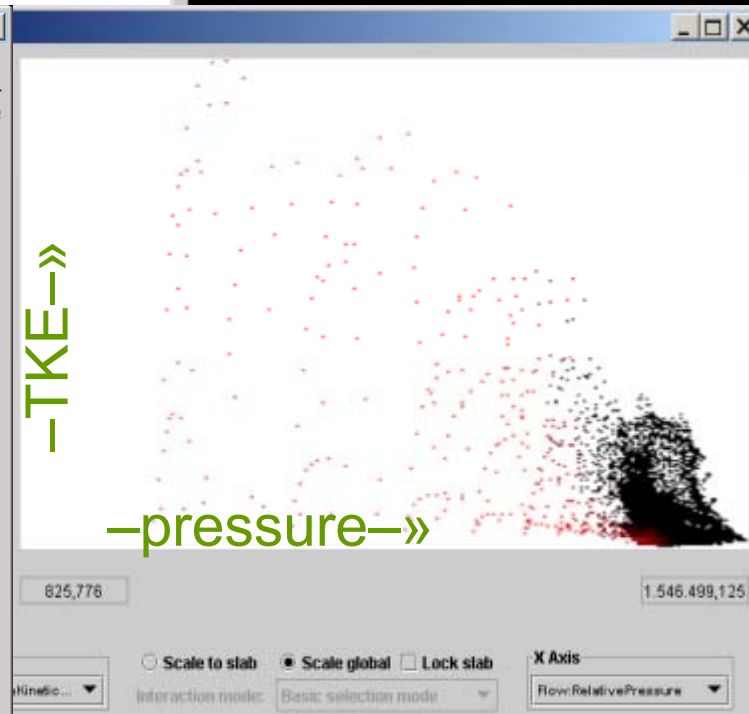 –TKE–»
–pressure–»
825,776
1.546.499,125
Scale to slab
Scale global
Lock slab
X Axis
Interaction mode:
Basic selection mode
Kinetic...
Flow:RelativePressure